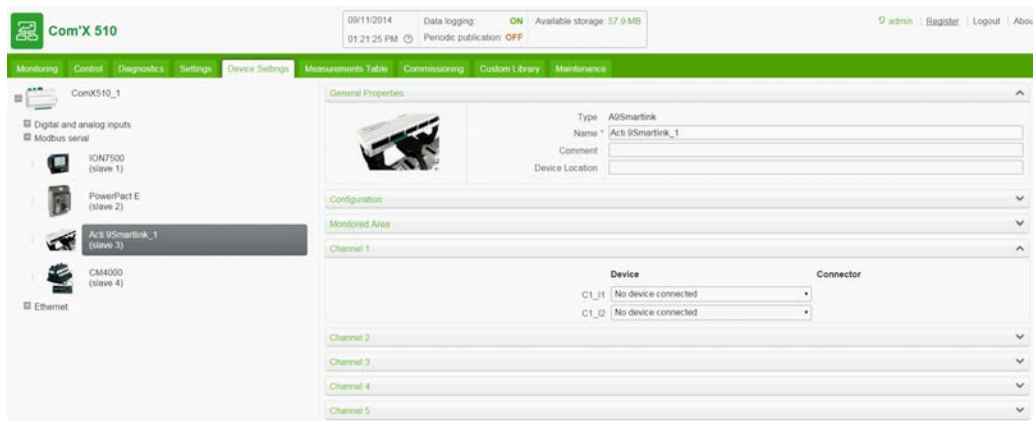 Com'X 510
09/11/2014
01:21:25 PM
Data logging: ON
Periodic publication: OFF
Available storage: 57.9 MB
admin Register Logout Abou
Monitoring Control Diagnostics Settings Device Settings Measurements Table Commissioning Custom Library Maintenance
ComX510_1
Digital and analog inputs
Modbus serial
ION7500
(slave 1)
PowerPact E
(slave 2)
Acti 9Smartlink_1
(slave 3)
CM4000
(slave 4)
Ethernet
General Properties
Type A9Smartlink
Name * Acti 9Smartlink_1
Comment
Device Location
Configuration
Monitored Area
Channel 1
Device Connector
C1_I1 No device connected
C1_I2 No device connected
Channel 2
Channel 3
Channel 4
Channel 5